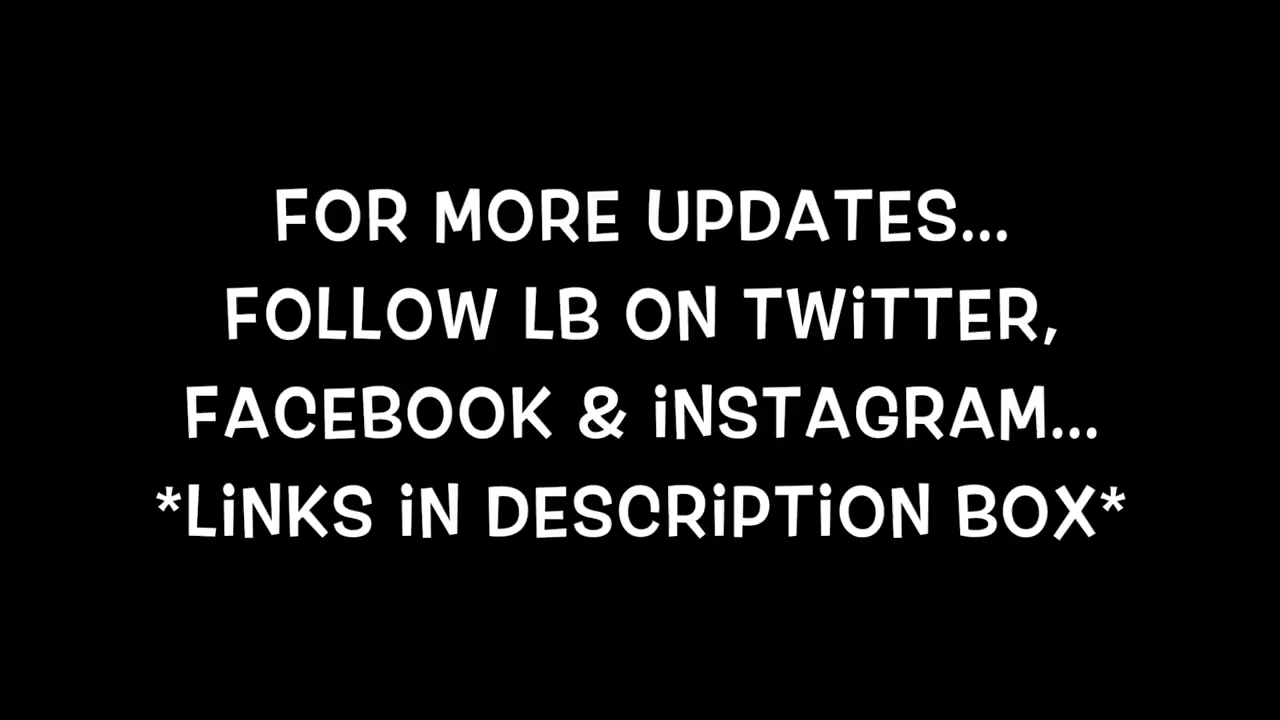 FOR MORE UPDATES...
FOLLOW LB ON TWiTTER,
FACEBOOK & iNSTAGRAM...
*LiNKS iN DESCRiPTiON BOX*